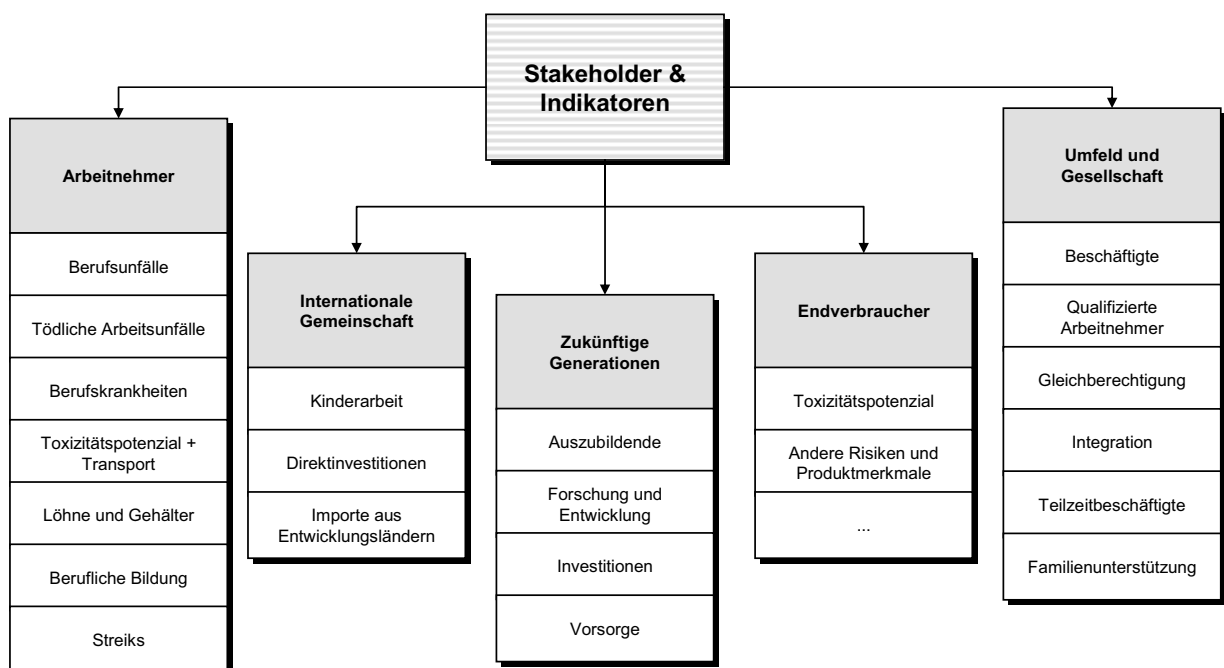 Stakeholder &
Indikatoren
Arbeitnehmer
Berufsunfälle
Tödliche Arbeitsunfälle
Berufskrankheiten
Toxizitätspotenzial +
Transport
Löhne und Gehälter
Berufliche Bildung
Streiks
Internationale
Gemeinschaft
Kinderarbeit
Direktinvestitionen
Importe aus
Entwicklungsländern
Zukünftige
Generationen
Auszubildende
Forschung und
Entwicklung
Investitionen
Vorsorge
Endverbraucher
Toxizitätspotenzial
Andere Risiken und
Produktmerkmale
...
Umfeld und
Gesellschaft
Beschäftigte
Qualifizierte
Arbeitnehmer
Gleichberechtigung
Integration
Teilzeitbeschäftigte
Familienunterstützung